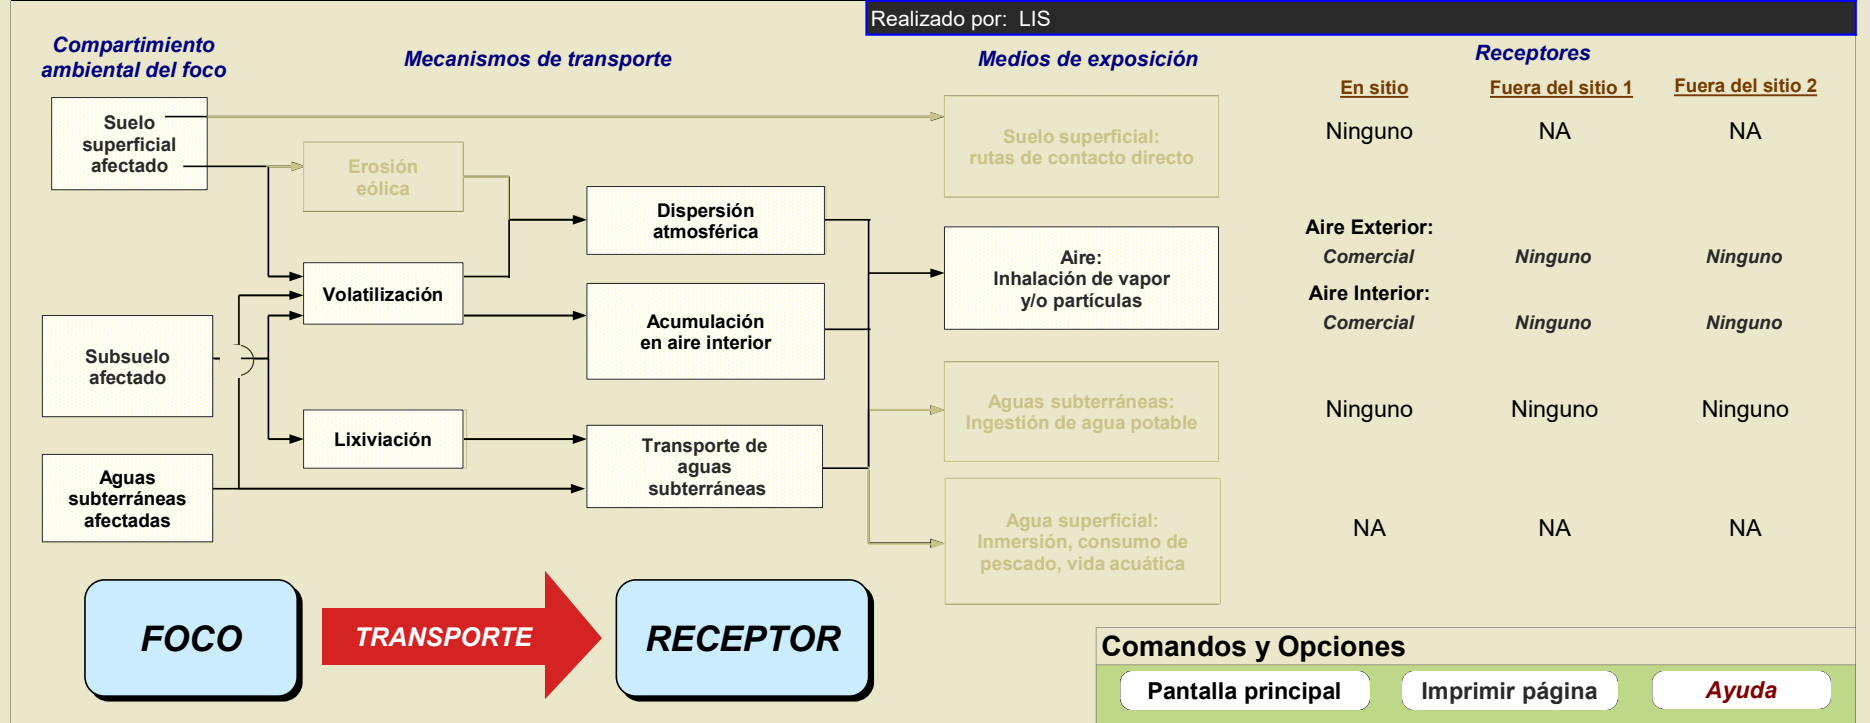 Realizado por: LIS
Compartimiento
ambiental del foco
Mecanismos de transporte
Medios de exposición
Receptores
En sitio
Fuera del sitio 1
Fuera del sitio 2
Suelo
superficial
afectado
Erosión
eólica
Suelo superficial:
rutas de contacto directo
Ninguno
NA
NA
Dispersión
atmosférica
Volatilización
Aire:
Inhalación de vapor
y/o partículas
Aire Exterior:
Comercial
Ninguno
Ninguno
Aire Interior:
Comercial
Ninguno
Ninguno
Subsuelo
afectado
Acumulación
en aire interior
Lixiviación
Aguas subterráneas:
Ingestión de agua potable
Ninguno
Ninguno
Ninguno
Aguas
subterráneas
afectadas
Transporte de
aguas
subterráneas
Agua superficial:
Inmersión, consumo de
pescado, vida acuática
NA
NA
NA
FOCO
TRANSPORTE
RECEPTOR
Comandos y Opciones
Pantalla principal
Imprimir página
Ayuda